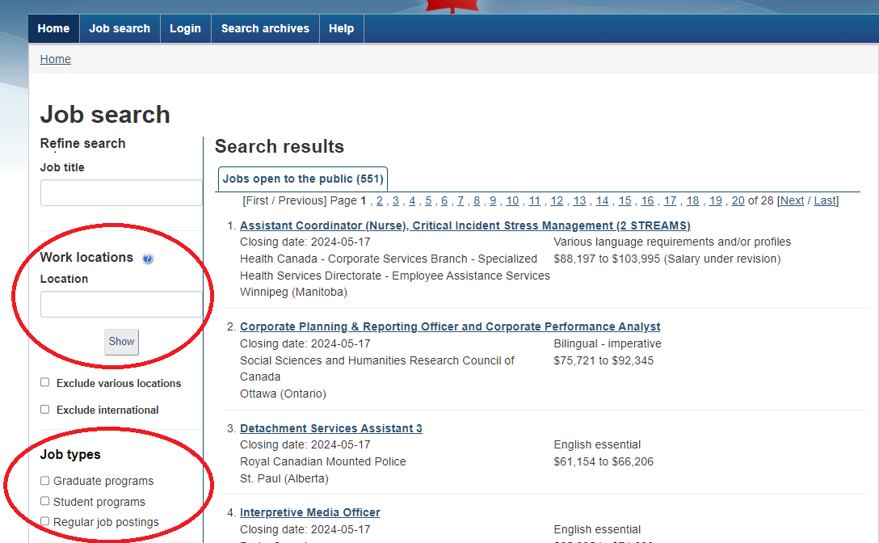 Home Job search Login Search archives Help
Home
Job search
Refine search
Job title
Work locations ?
Location
Show
Exclude various locations
Exclude international
Job types
Graduate programs
Student programs
Regular job postings
Search results
Jobs open to the public (551)
[First / Previous] Page 1 , 2 , 3 , 4 , 5 , 6 , 7 , 8 , 9 , 10 , 11 , 12 , 13 , 14 , 15 , 16 , 17 , 18 , 19 , 20 of 28 [Next / Last]
1. Assistant Coordinator (Nurse), Critical Incident Stress Management (2 STREAMS)
Closing date: 2024-05-17 Various language requirements and/or profiles
Health Canada - Corporate Services Branch - Specialized $88,197 to $103,995 (Salary under revision)
Health Services Directorate - Employee Assistance Services
Winnipeg (Manitoba)
2. Corporate Planning & Reporting Officer and Corporate Performance Analyst
Closing date: 2024-05-17 Bilingual - imperative
Social Sciences and Humanities Research Council of $75,721 to $92,345
Canada
Ottawa (Ontario)
3. Detachment Services Assistant 3
Closing date: 2024-05-17 English essential
Royal Canadian Mounted Police $61,154 to $66,206
St. Paul (Alberta)
4. Interpretive Media Officer
Closing date: 2024-05-17 English essential